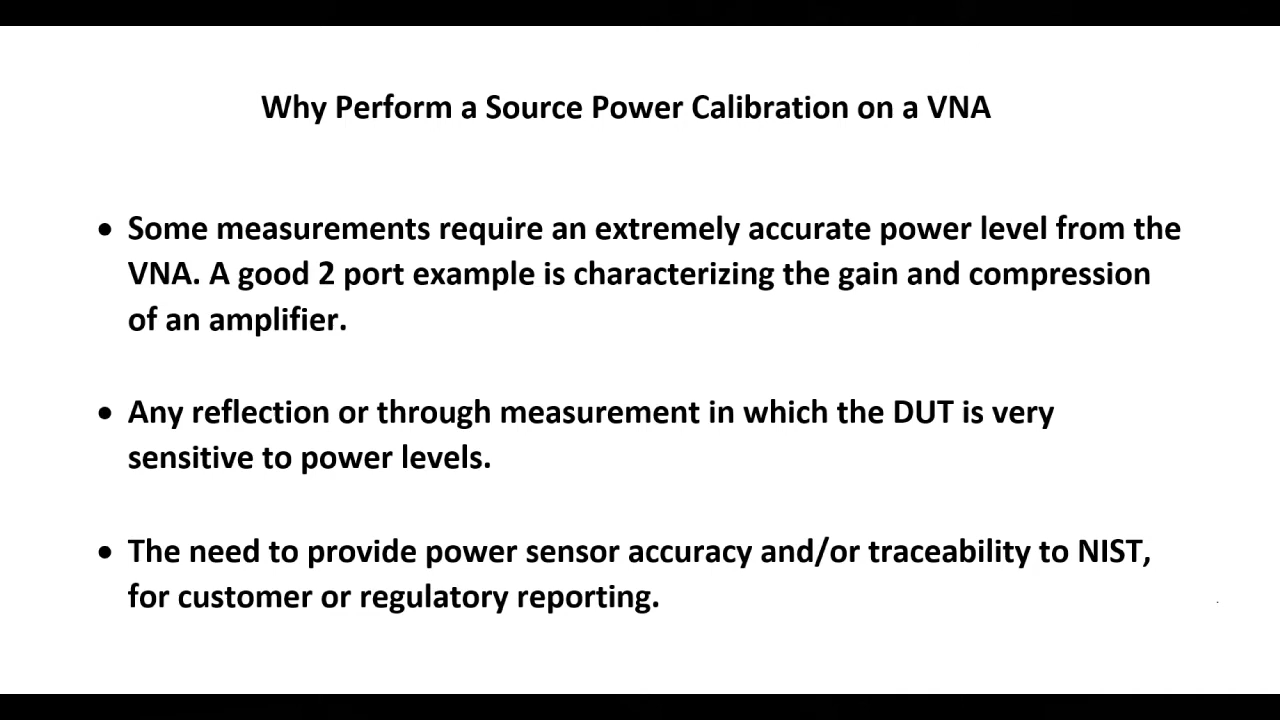 Why Perform a Source Power Calibration on a VNA
• Some measurements require an extremely accurate power level from the
VNA. A good 2 port example is characterizing the gain and compression
of an amplifier.
• Any reflection or through measurement in which the DUT is very
sensitive to power levels.
• The need to provide power sensor accuracy and/or traceability to NIST,
for customer or regulatory reporting.